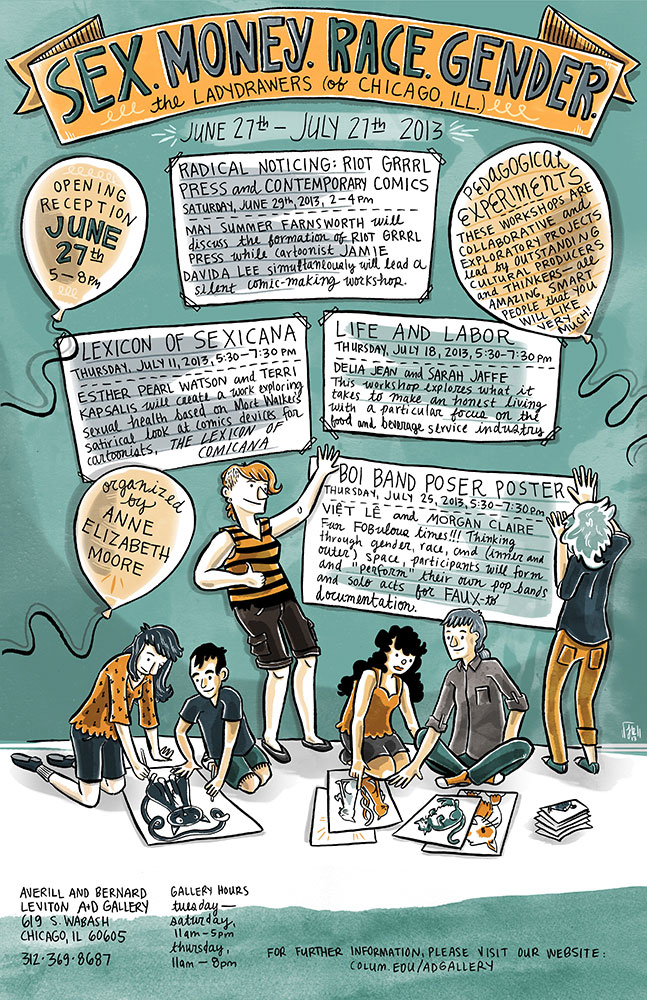 SEX. MONEY. RACE. GENDER.
the LADYDRAWERS (of CHICAGO, ILL.)
JUNE 27th – JULY 27th 2013
OPENING
RECEPTION
JUNE
27th
5 – 8pm
RADICAL NOTICING: RIOT GRRRL
PRESS and CONTEMPORARY COMICS
SATURDAY, JUNE 29th, 2013, 2 – 4pm
MAY SUMMER FARNSWORTH will
discuss the formation of RIOT GRRRL
PRESS while cartoonist JAMIE
DAVIDA LEE simultaneously will lead a
silent comic-making workshop.
PEDAGOGICAL
EXPERIMENTS
THESE WORKSHOPS ARE
COLLABORATIVE and
EXPLORATORY PROJECTS
lead by OUTSTANDING
CULTURAL PRODUCERS
and THINKERS — all
AMAZING, SMART
PEOPLE that YOU
WILL LIKE
VERY MUCH!
LEXICON OF SEXICANA
THURSDAY, JULY 11, 2013, 5:30 – 7:30 PM
ESTHER PEARL WATSON and TERRI
KAPSALIS will create a work exploring
sexual health based on Mort Walker's
satirical look at comics devices for
cartoonists, THE LEXICON OF
COMICANA
LIFE AND LABOR
THURSDAY, JULY 18, 2013, 5:30 – 7:30 PM
DELIA JEAN and SARAH JAFFE
This workshop explores what it
takes to make an honest living
with a particular focus on the
food and beverage service industry
organized
by
ANNE
ELIZABETH
MOORE
BOI BAND POSER POSTER
THURSDAY, JULY 25, 2013, 5:30 – 7:30PM
VIỆT LÊ and MORGAN CLAIRE
Fun FOBulous times!!! Thinking
through gender, race, and (inner and
outer) space, participants will form
and "perform" their own pop bands
and solo acts for FAUX-to
documentation.
AVERILL AND BERNARD
LEVITON A+D GALLERY
619 S. WABASH
CHICAGO, IL 60605
312·369·8687
GALLERY HOURS
tuesday —
saturday,
11am – 5pm
thursday,
11am – 8pm
FOR FURTHER INFORMATION, PLEASE VISIT OUR WEBSITE:
COLUM.EDU/ADGALLERY